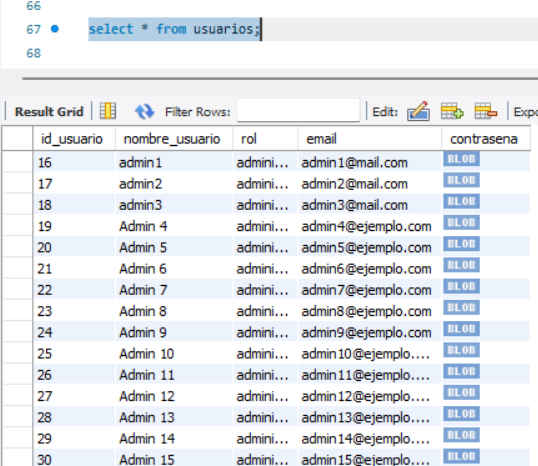 66
67 select * from usuarios;
68
Result Grid Filter Rows: Edit: Expo
id_usuario nombre_usuario rol email contrasena
16 admin1 admini... admin1@mail.com BLOB
17 admin2 admini... admin2@mail.com BLOB
18 admin3 admini... admin3@mail.com BLOB
19 Admin 4 admini... admin4@ejemplo.com BLOB
20 Admin 5 admini... admin5@ejemplo.com BLOB
21 Admin 6 admini... admin6@ejemplo.com BLOB
22 Admin 7 admini... admin7@ejemplo.com BLOB
23 Admin 8 admini... admin8@ejemplo.com BLOB
24 Admin 9 admini... admin9@ejemplo.com BLOB
25 Admin 10 admini... admin10@ejemplo.... BLOB
26 Admin 11 admini... admin11@ejemplo.... BLOB
27 Admin 12 admini... admin12@ejemplo.... BLOB
28 Admin 13 admini... admin13@ejemplo.... BLOB
29 Admin 14 admini... admin14@ejemplo.... BLOB
30 Admin 15 admini... admin15@ejemplo.... BLOB